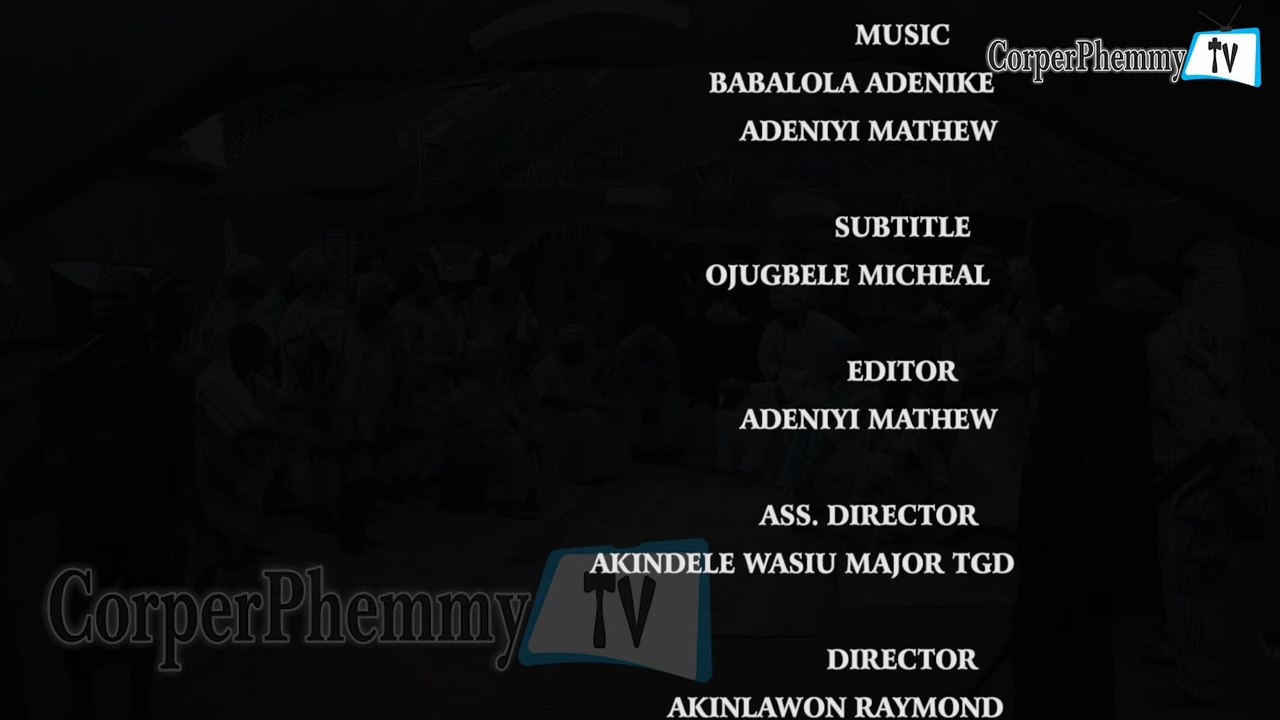 MUSIC
CorperPhemmy TV
BABALOLA ADENIKE
ADENIYI MATHEW
SUBTITLE
OJUGBELE MICHEAL
EDITOR
ADENIYI MATHEW
ASS. DIRECTOR
AKINDELE WASIU MAJOR TGD
CorperPhemmy TV
DIRECTOR
AKINLAWON RAYMOND